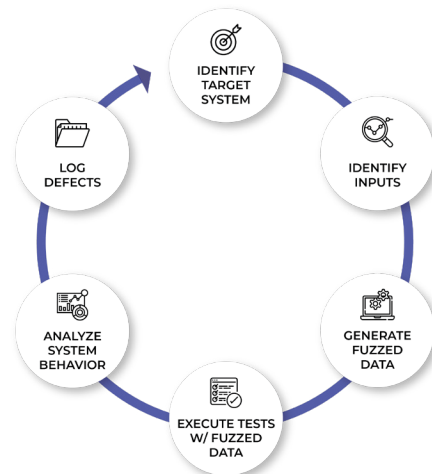 IDENTIFY
TARGET
SYSTEM
IDENTIFY
INPUTS
GENERATE
FUZZED
DATA
EXECUTE TESTS
W/ FUZZED
DATA
ANALYZE
SYSTEM
BEHAVIOR
LOG
DEFECTS